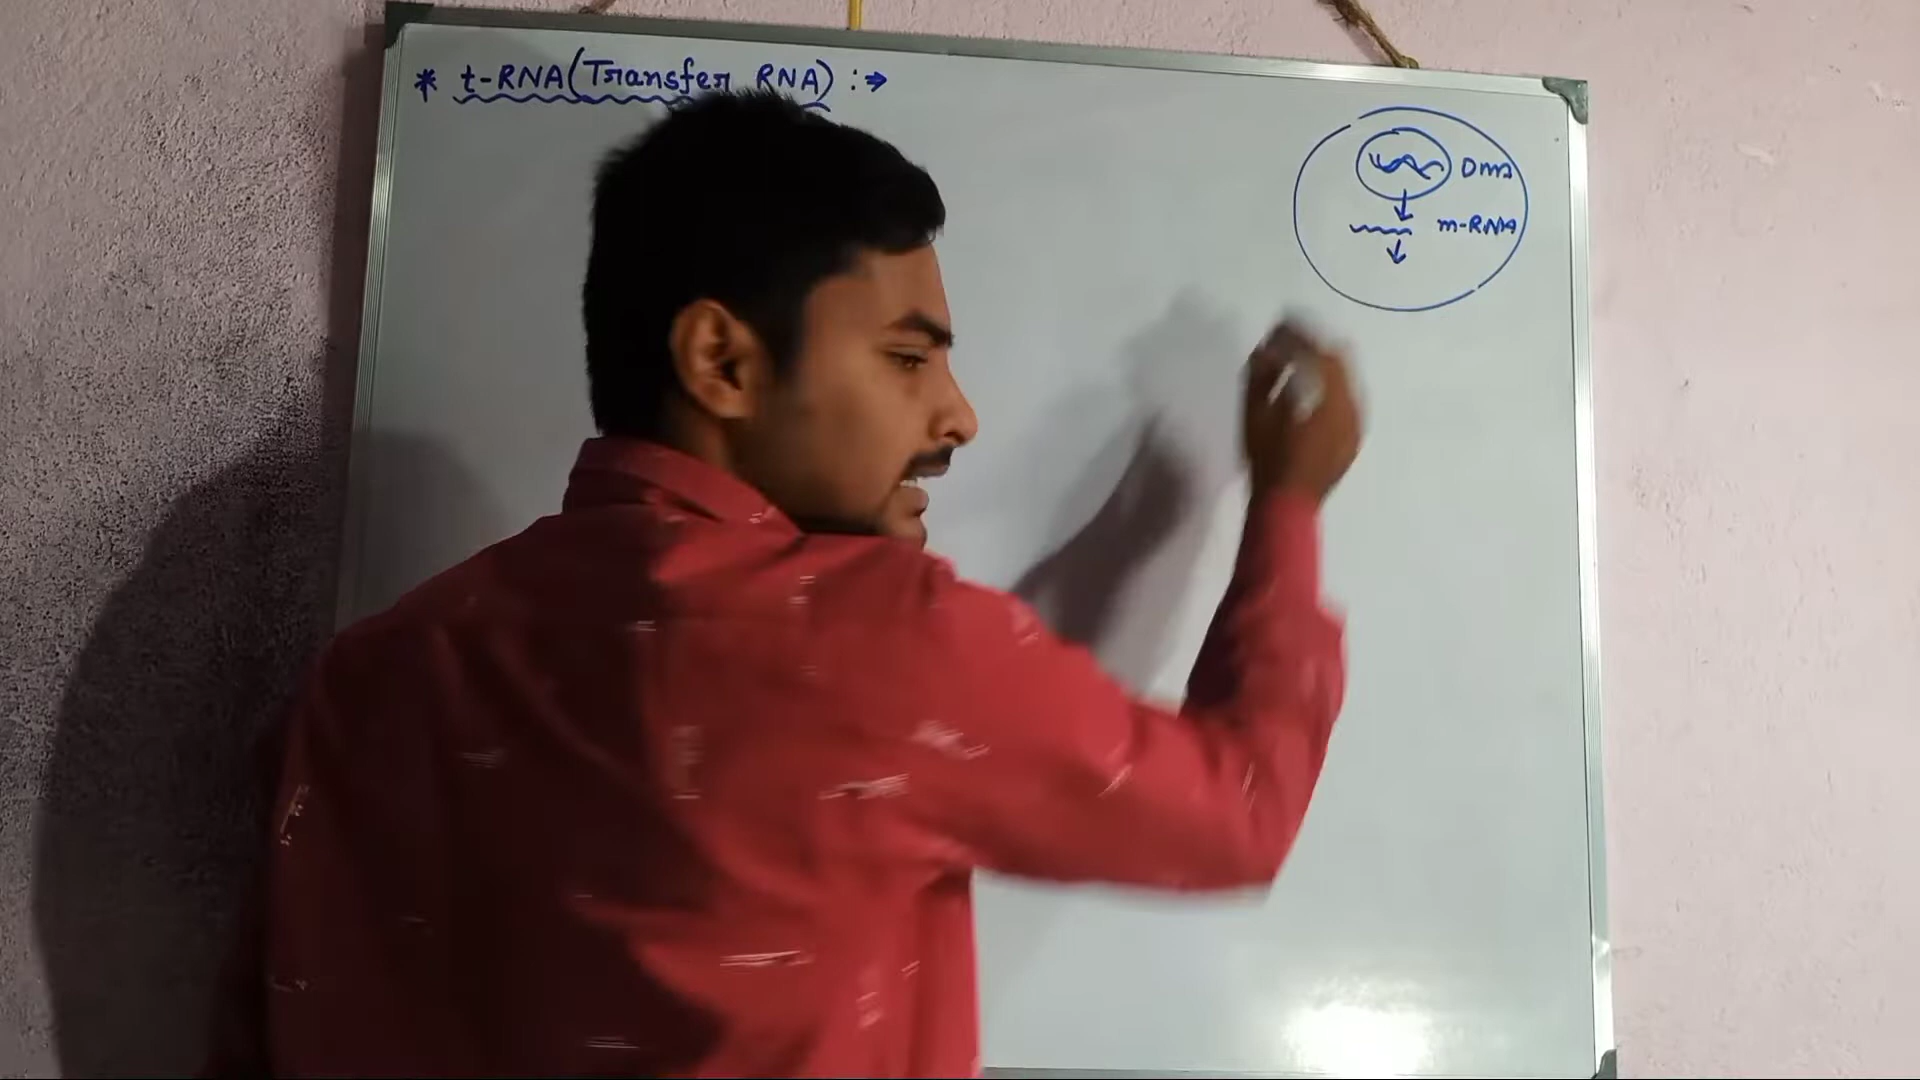 * t-RNA(Transfer RNA) :→
DNA
m-RNA